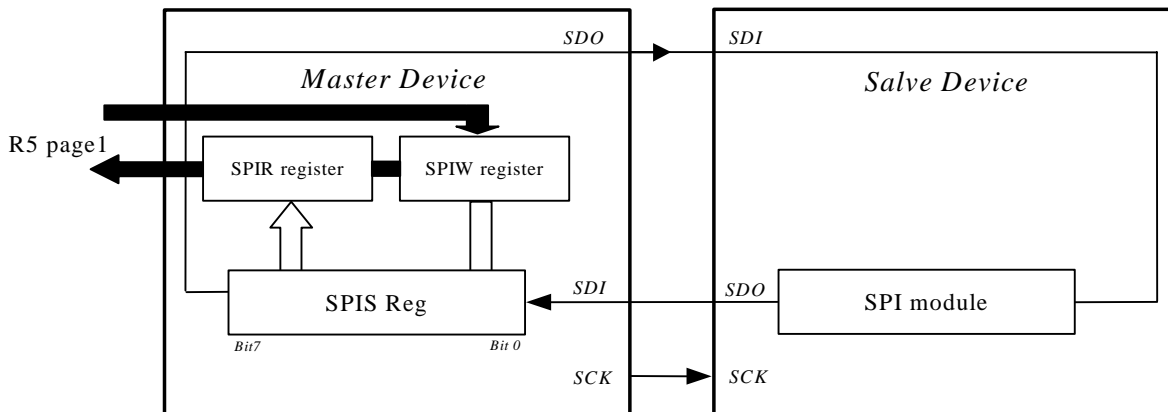 SDO
SDI
Master Device
Salve Device
R5 page1
SPIR register
SPIW register
SPIS Reg
SDI
SDO
SPI module
Bit7
Bit 0
SCK
SCK